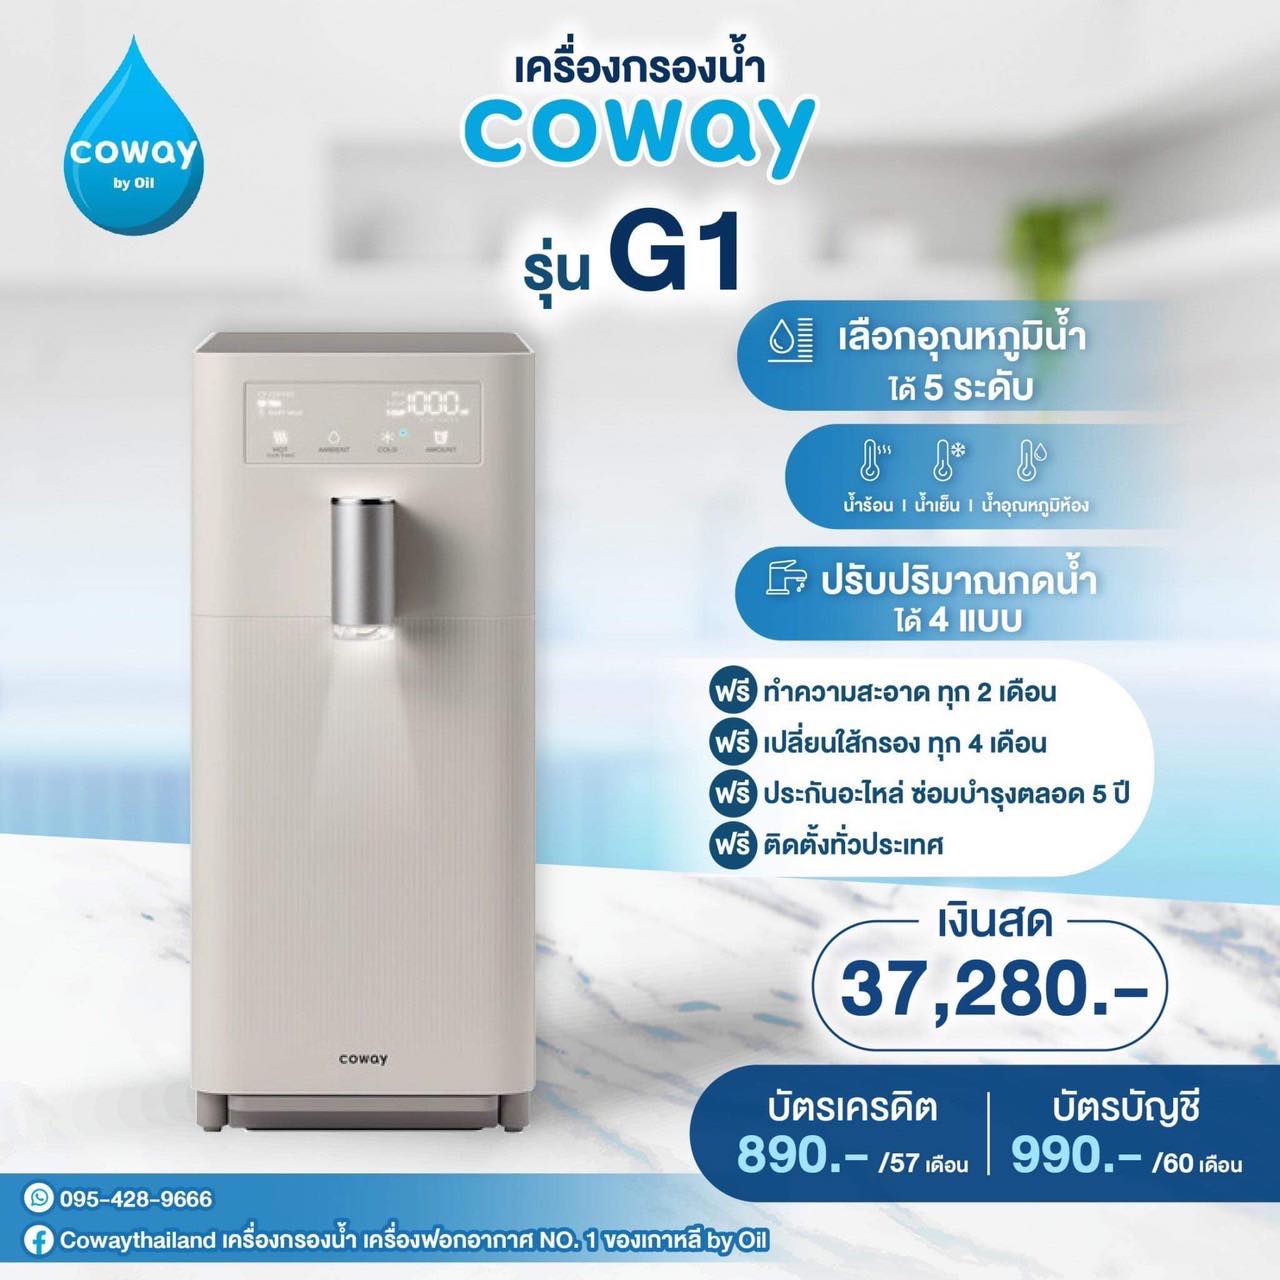 coway
by Oil
เครื่องกรองน้ำ
coway
รุ่น G1
เลือกอุณหภูมิน้ำ
ได้ 5 ระดับ
น้ำร้อน | น้ำเย็น | น้ำอุณหภูมิห้อง
ปรับปริมาณกดน้ำ
ได้ 4 แบบ
ฟรี ทำความสะอาด ทุก 2 เดือน
ฟรี เปลี่ยนใส้กรอง ทุก 4 เดือน
ฟรี ประกันอะไหล่ ซ่อมบำรุงตลอด 5 ปี
ฟรี ติดตั้งทั่วประเทศ
1000
HOT AMBIENT COLD AMOUNT
coway
เงินสด
37,280.-
บัตรเครดิต
890.- /57 เดือน
บัตรบัญชี
990.- /60 เดือน
095-428-9666
Cowaythailand เครื่องกรองน้ำ เครื่องฟอกอากาศ NO. 1 ของเกาหลี by Oil